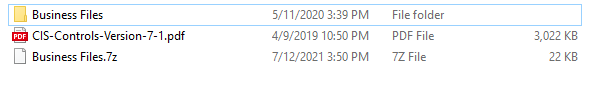 Business Files 5/11/2020 3:39 PM File folder
PDF CIS-Controls-Version-7-1.pdf 4/9/2019 10:50 PM PDF File 3,022 KB
Business Files.7z 7/12/2021 3:50 PM 7Z File 22 KB